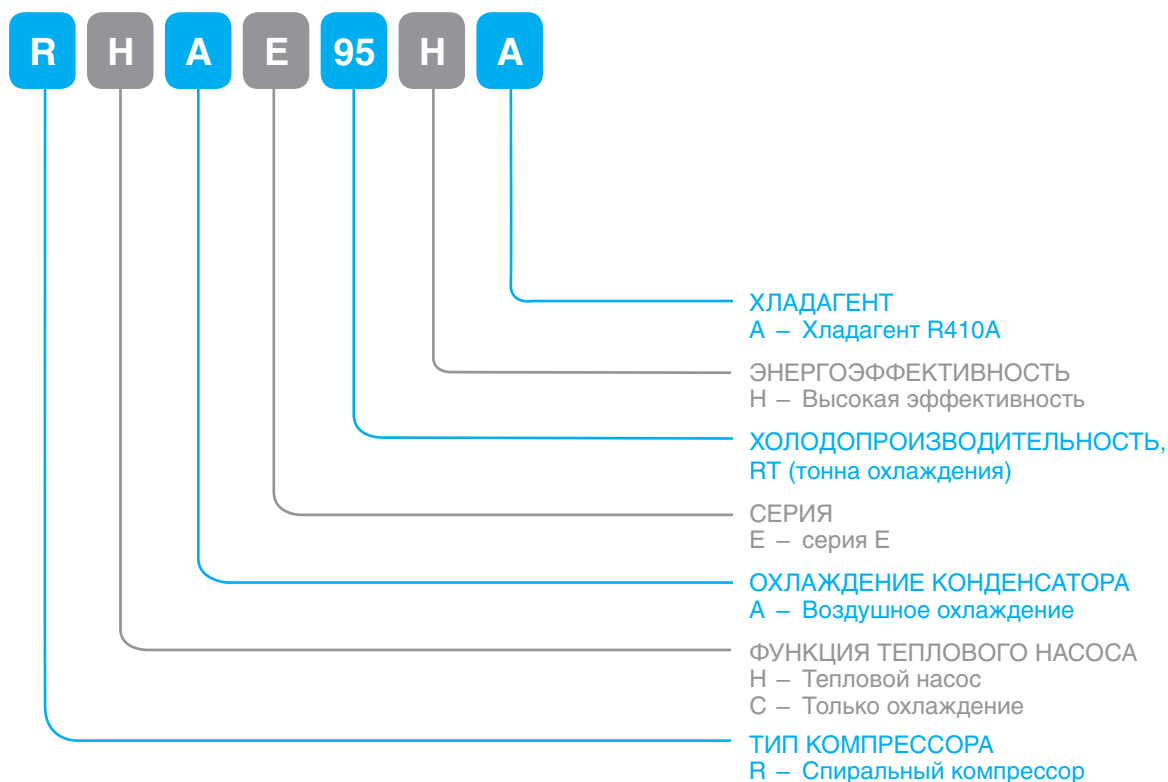 R H A E 95 H A
ХЛАДАГЕНТ
A – Хладагент R410A
ЭНЕРГОЭФФЕКТИВНОСТЬ
H – Высокая эффективность
ХОЛОДОПРОИЗВОДИТЕЛЬНОСТЬ,
RT (тонна охлаждения)
СЕРИЯ
E – серия E
ОХЛАЖДЕНИЕ КОНДЕНСАТОРА
A – Воздушное охлаждение
ФУНКЦИЯ ТЕПЛОВОГО НАСОСА
H – Тепловой насос
C – Только охлаждение
ТИП КОМПРЕССОРА
R – Спиральный компрессор